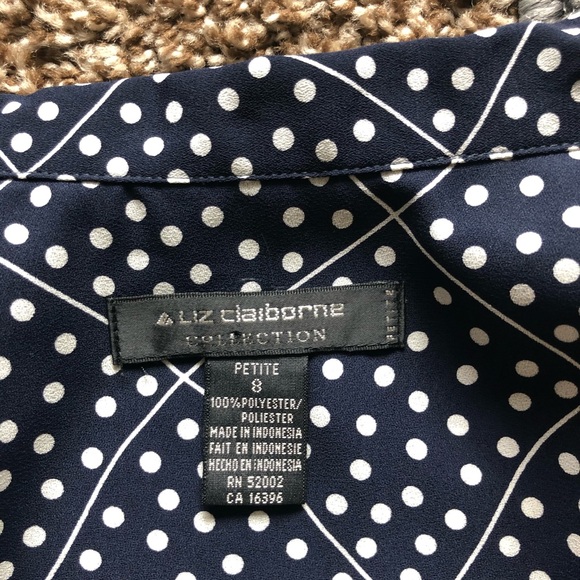 LIZ claiborne
COLLECTION
PETITE
PETITE
8
100%POLYESTER/
POLIESTER
MADE IN INDONESIA
FAIT EN INDONESIE
HECHO EN INDONESIA
RN 52002
CA 16396